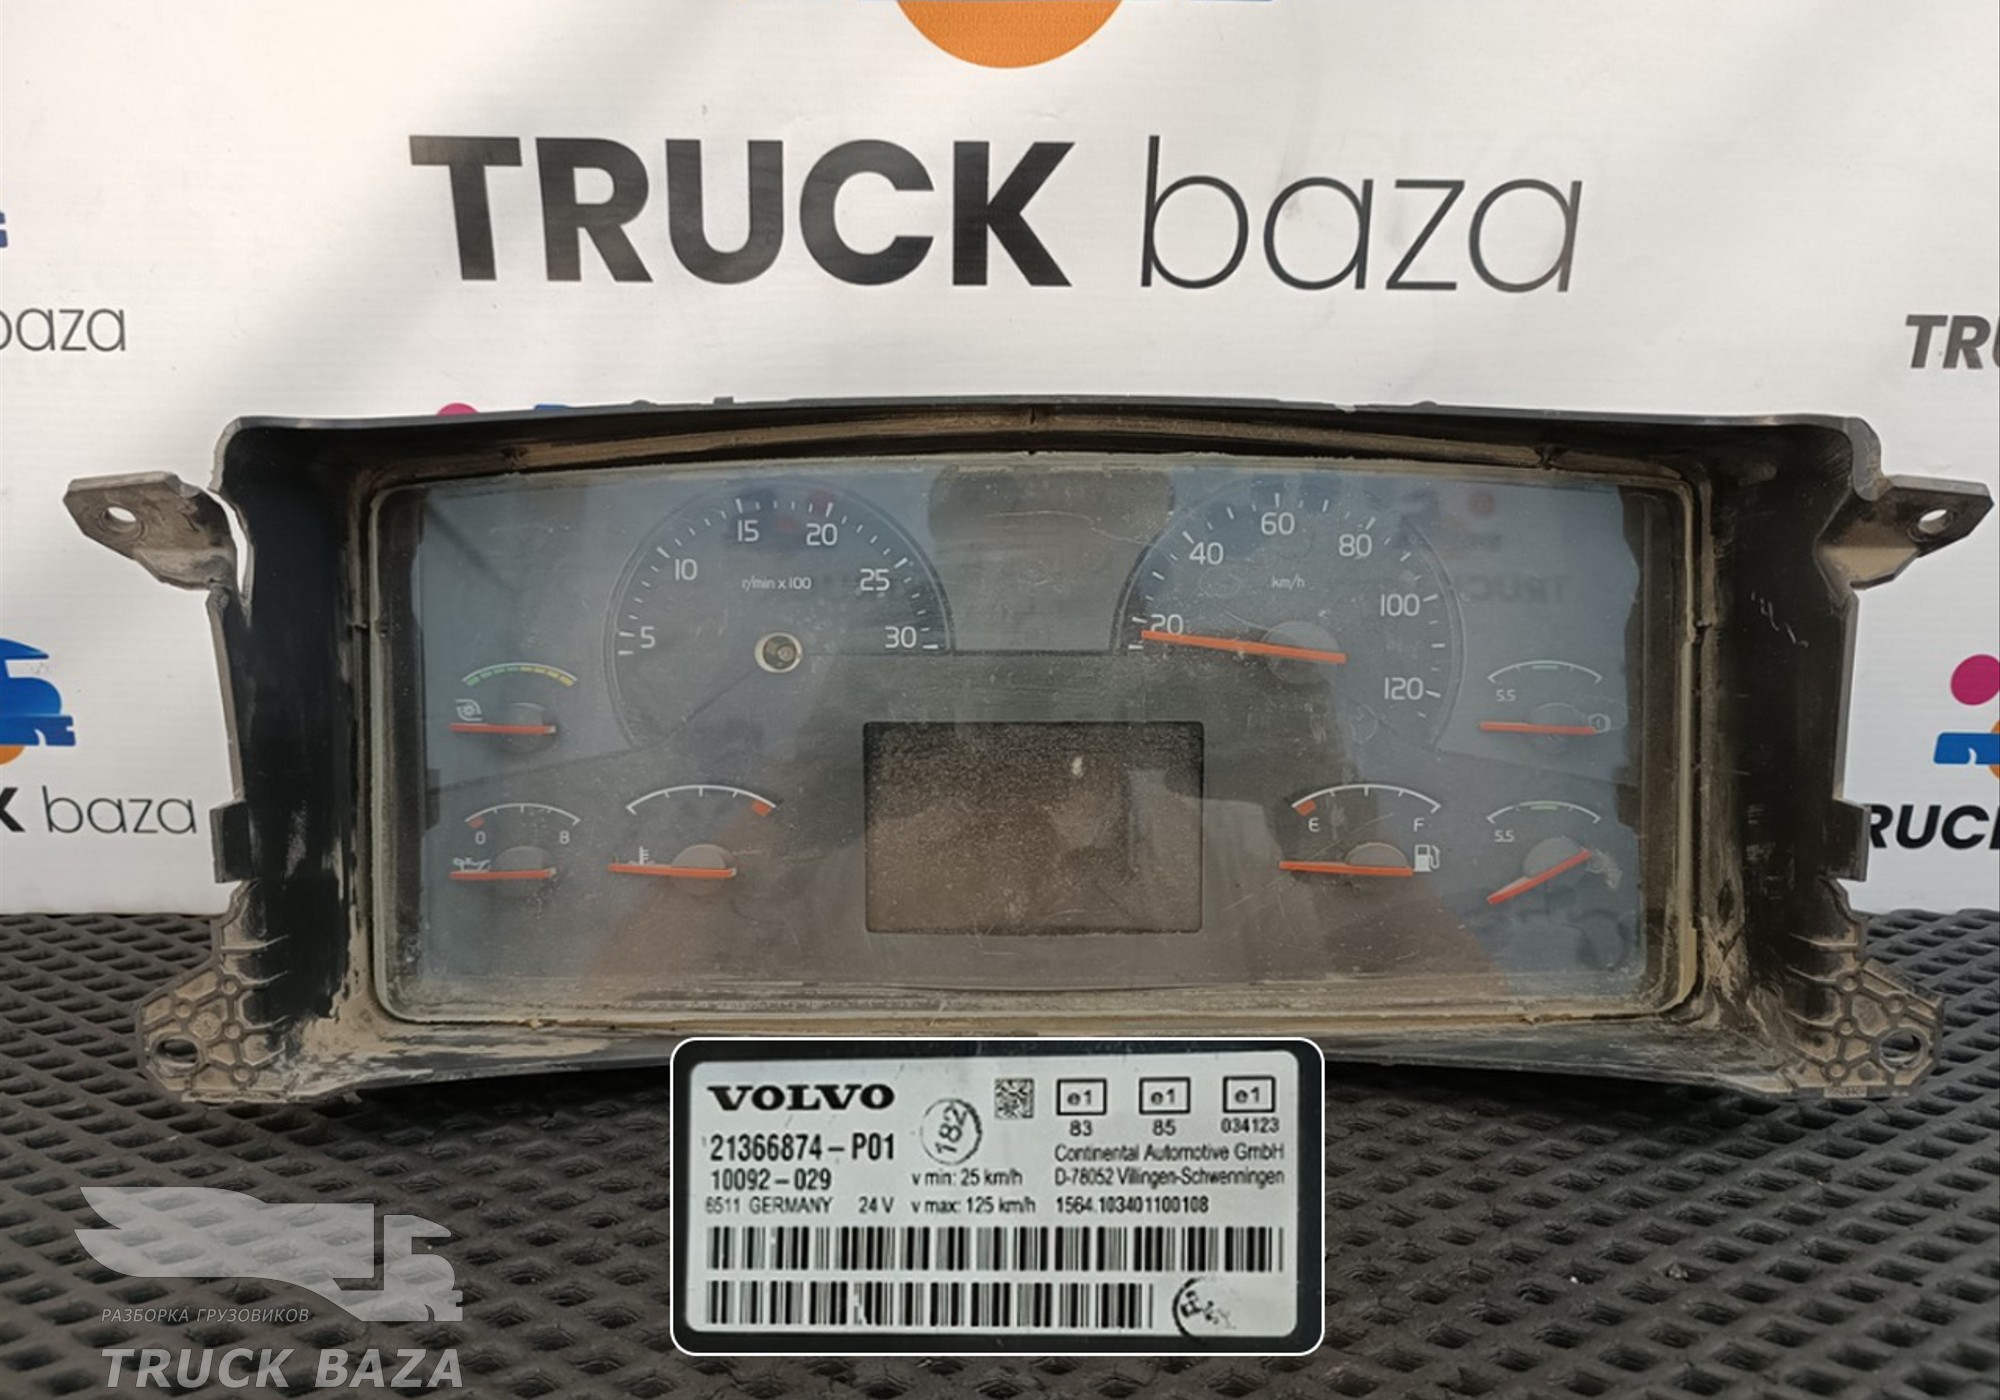 TRUCK baza
baza
TRU
K baza
RUCK
5 10 15 20 25 30
r/min x 100
20 40 60 80 100 120
km/h
5.5
0 8
E F
5.5
VOLVO
182
e1 e1 e1
83 85 034123
21366874-P01
Continental Automotive GmbH
10092-029
v min: 25 km/h
D-78052 Villingen-Schwenningen
6511 GERMANY 24 V v max: 125 km/h 1564.103401100108
РАЗБОРКА ГРУЗОВИКОВ
TRUCK BAZA